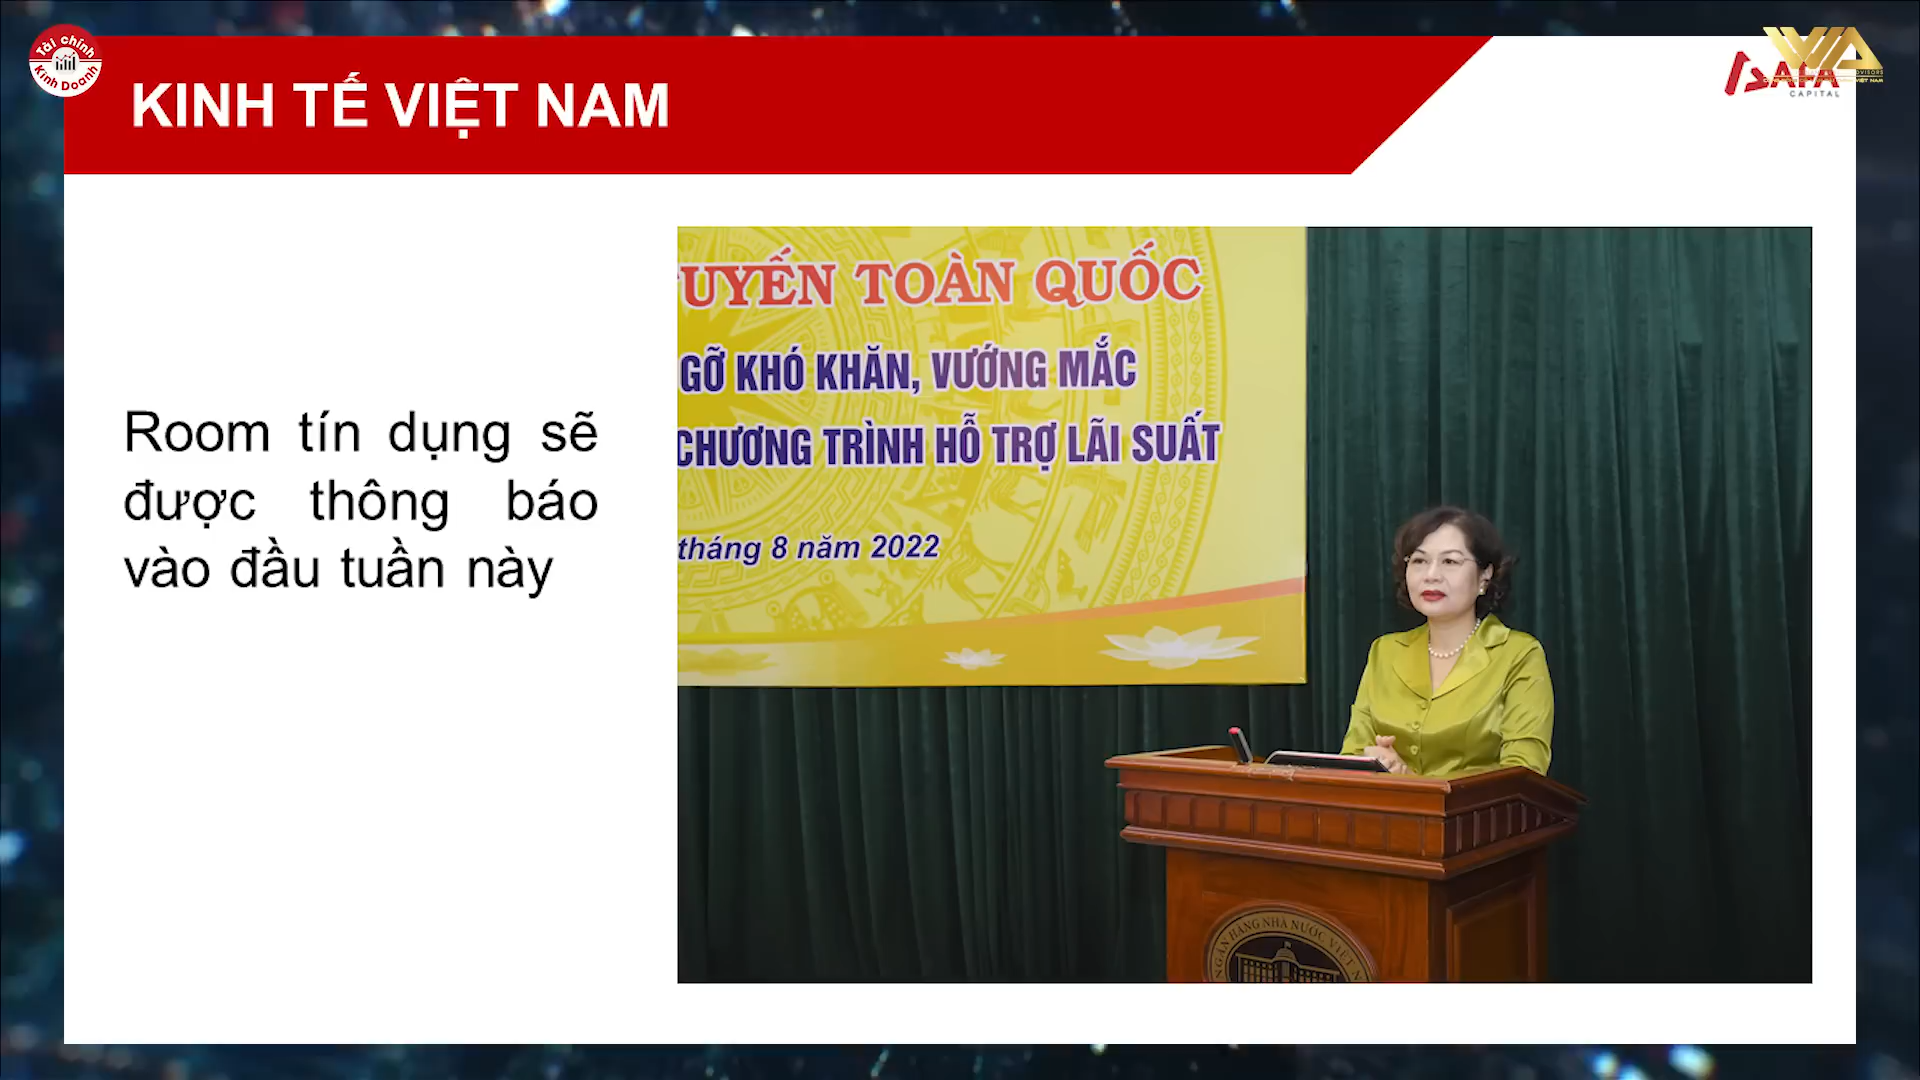 Tài chính
Kinh Doanh
KINH TẾ VIỆT NAM
AFA
CAPITAL
Room tín dụng sẽ
được thông báo
vào đầu tuần này
TUYẾN TOÀN QUỐC
GỠ KHÓ KHĂN, VƯỚNG MẮC
CHƯƠNG TRÌNH HỖ TRỢ LÃI SUẤT
tháng 8 năm 2022
NGÂN HÀNG NHÀ NƯỚC VIỆT N